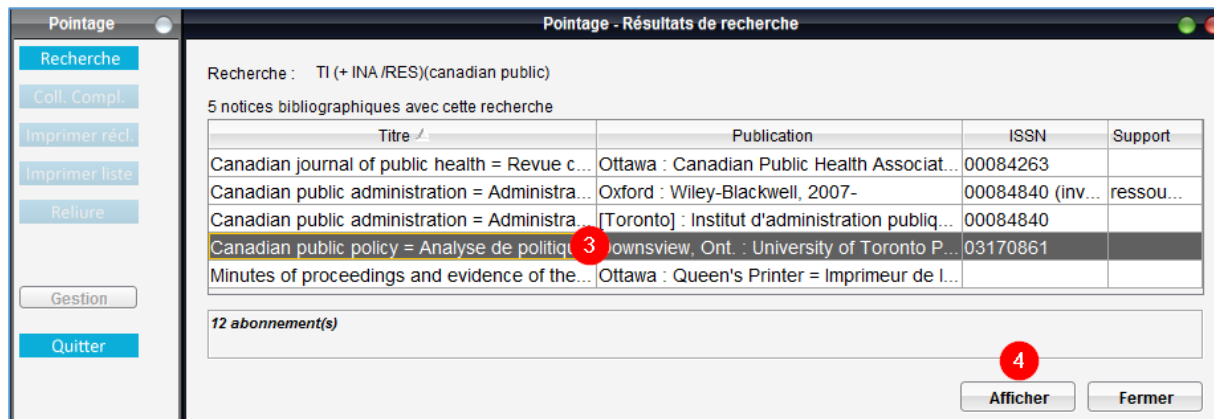 Pointage
Pointage - Résultats de recherche
Recherche
Coll. Compl.
Imprimer récl.
Imprimer liste
Reliure
Gestion
Quitter
Recherche : TI (+ INA /RES)(canadian public)
5 notices bibliographiques avec cette recherche
Titre Publication ISSN Support
Canadian journal of public health = Revue c... Ottawa : Canadian Public Health Associat... 00084263
Canadian public administration = Administra... Oxford : Wiley-Blackwell, 2007- 00084840 (inv... ressou...
Canadian public administration = Administra... [Toronto] : Institut d'administration publiq... 00084840
Canadian public policy = Analyse de politiqu 3 Downsview, Ont. : University of Toronto P... 03170861
Minutes of proceedings and evidence of the... Ottawa : Queen's Printer = Imprimeur de l...
12 abonnement(s)
4
Afficher Fermer